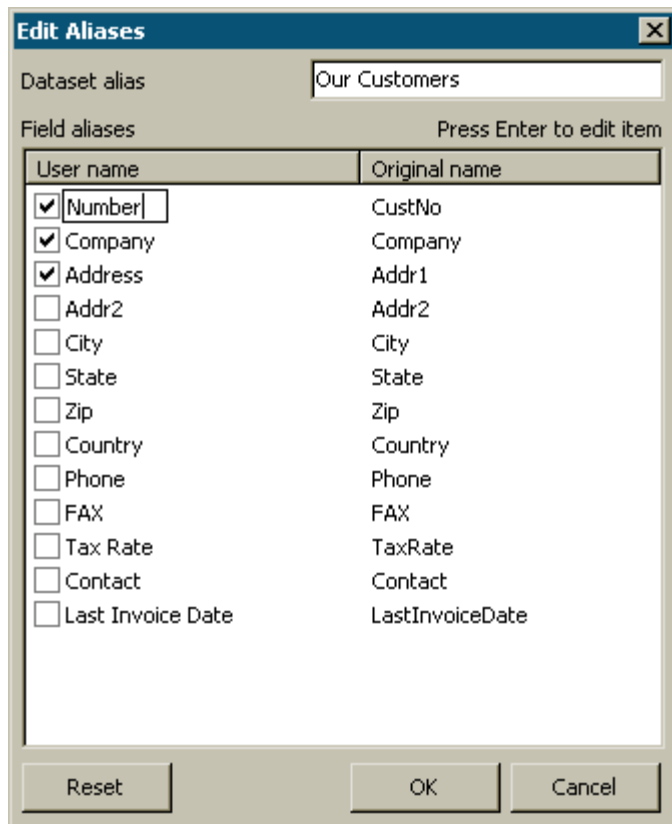 Edit Aliases
Dataset alias Our Customers
Field aliases Press Enter to edit item
User name Original name
Number CustNo
Company Company
Address Addr1
Addr2 Addr2
City City
State State
Zip Zip
Country Country
Phone Phone
FAX FAX
Tax Rate TaxRate
Contact Contact
Last Invoice Date LastInvoiceDate
Reset OK Cancel